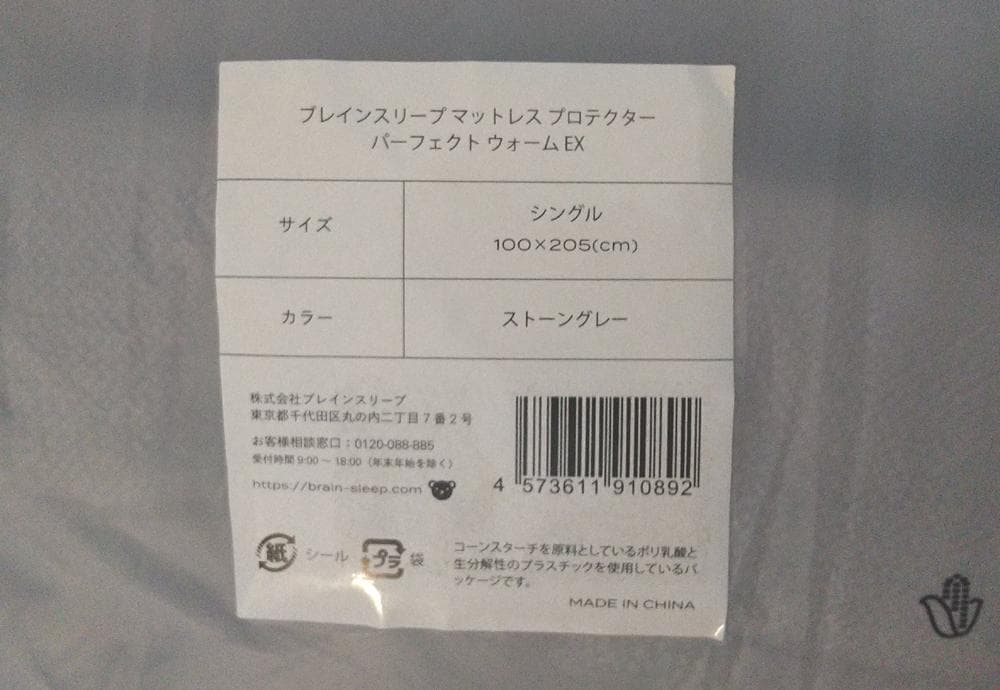 ブレインスリープ マットレス プロテクター
パーフェクト ウォーム EX
サイズ
シングル
100×205(cm)
カラー
ストーングレー
株式会社ブレインスリープ
東京都千代田区丸の内二丁目7番2号
お客様相談窓口：0120-088-885
受付時間 9:00～18:00（年末年始を除く）
https://brain-sleep.com
4 573611 910892
紙 シール プラ 袋
コーンスターチを原料としているポリ乳酸と
生分解性のプラスチックを使用しているパ
ッケージです。
MADE IN CHINA